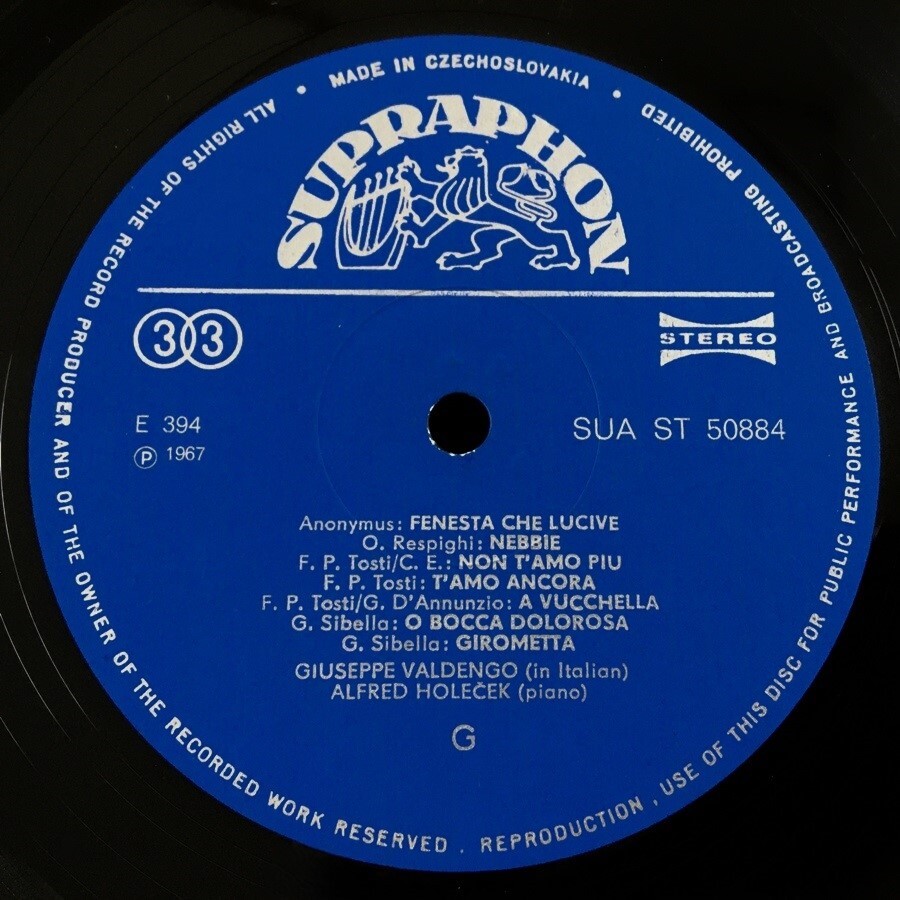 MADE IN CZECHOSLOVAKIA
SUPRAPHON
33
STEREO
E 394
SUA ST 50884
Ⓟ 1967
Anonymus: FENESTA CHE LUCIVE
O. Respighi: NEBBIE
F. P. Tosti/C. E.: NON T'AMO PIU
F. P. Tosti: T'AMO ANCORA
F. P. Tosti/G. D'Annunzio: A VUCCHELLA
G. Sibella: O BOCCA DOLOROSA
G. Sibella: GIROMETTA
GIUSEPPE VALDENGO (in Italian)
ALFRED HOLEČEK (piano)
G
ALL RIGHTS OF THE RECORD PRODUCER AND OF THE OWNER OF THE RECORDED WORK RESERVED . REPRODUCTION , USE OF THIS DISC FOR PUBLIC PERFORMANCE AND BROADCASTING PROHIBITED